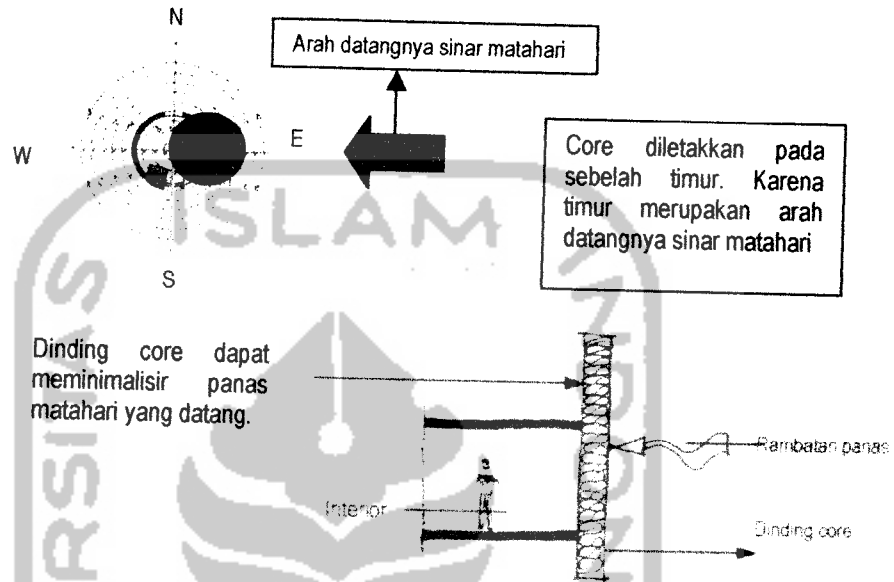 N
Arah datangnya sinar matahari
W
E
S
Core diletakkan pada
sebelah timur. Karena
timur merupakan arah
datangnya sinar matahari
ISLAM
Dinding core dapat
meminimalisir panas
matahari yang datang.
Rambatan panas
Interior
Dinding core